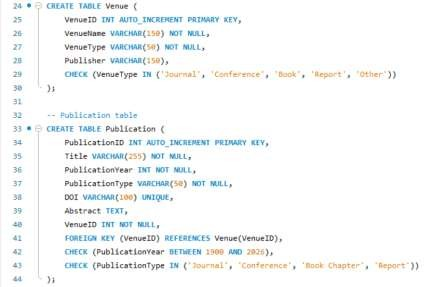 24 CREATE TABLE Venue (
25 VenueID INT AUTO_INCREMENT PRIMARY KEY,
26 VenueName VARCHAR(150) NOT NULL,
27 VenueType VARCHAR(50) NOT NULL,
28 Publisher VARCHAR(150),
29 CHECK (VenueType IN ('Journal', 'Conference', 'Book', 'Report', 'Other'))
30 );
31
32 -- Publication table
33 CREATE TABLE Publication (
34 PublicationID INT AUTO_INCREMENT PRIMARY KEY,
35 Title VARCHAR(255) NOT NULL,
36 PublicationYear INT NOT NULL,
37 PublicationType VARCHAR(50) NOT NULL,
38 DOI VARCHAR(100) UNIQUE,
39 Abstract TEXT,
40 VenueID INT NOT NULL,
41 FOREIGN KEY (VenueID) REFERENCES Venue(VenueID),
42 CHECK (PublicationYear BETWEEN 1900 AND 2026),
43 CHECK (PublicationType IN ('Journal', 'Conference', 'Book Chapter', 'Report'))
44 );